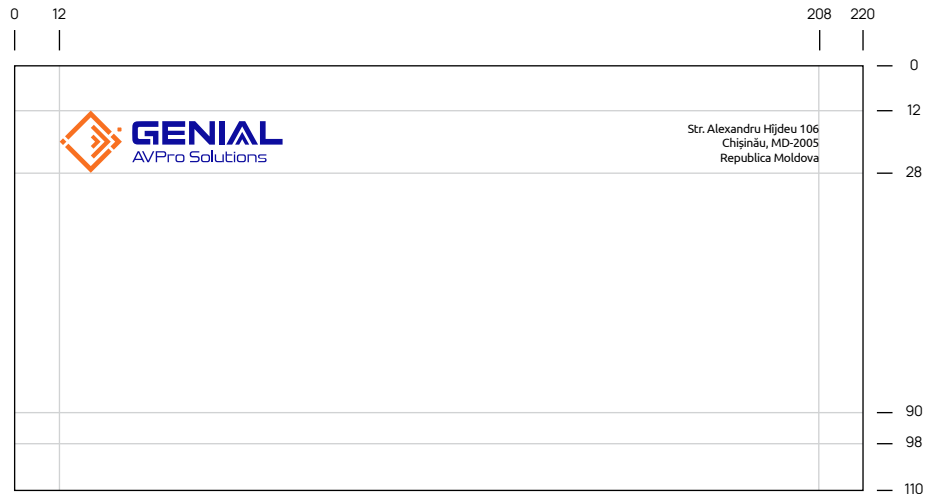 0 12 208 220
0
12
GENIAL
AVPro Solutions
Str. Alexandru Hîjdeu 106
Chișinău, MD-2005
Republica Moldova
28
90
98
110